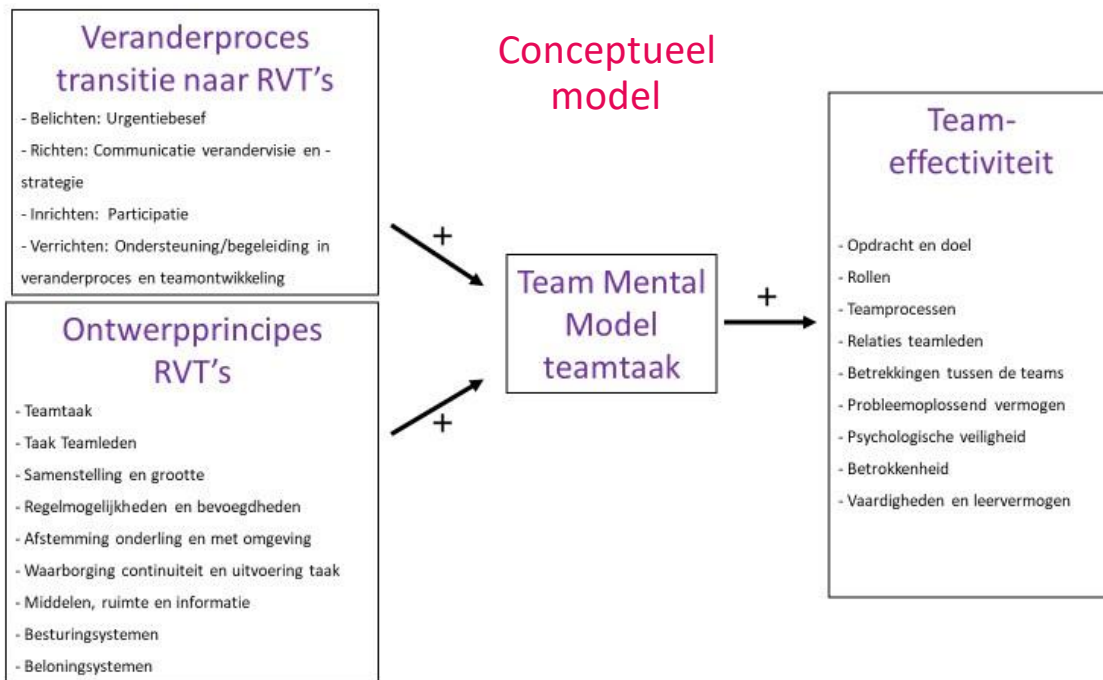 Veranderproces
transitie naar RVT's
- Belichten: Urgentiebesef
- Richten: Communicatie verandervisie en -
strategie
- Inrichten: Participatie
- Verrichten: Ondersteuning/begeleiding in
veranderproces en teamontwikkeling
Ontwerpprincipes
RVT's
- Teamtaak
- Taak Teamleden
- Samenstelling en grootte
- Regelmogelijkheden en bevoegdheden
- Afstemming onderling en met omgeving
- Waarborging continuiteit en uitvoering taak
- Middelen, ruimte en informatie
- Besturingsystemen
- Beloningsystemen
Conceptueel
model
+
+
Team Mental
Model
teamtaak
+
Team-
effectiviteit
- Opdracht en doel
- Rollen
- Teamprocessen
- Relaties teamleden
- Betrekkingen tussen de teams
- Probleemoplossend vermogen
- Psychologische veiligheid
- Betrokkenheid
- Vaardigheden en leervermogen